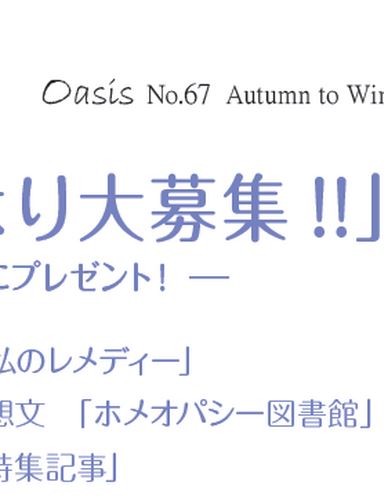 Oasis No.67 Autumn to Win
より大募集!!」
にプレゼント! ―
私のレメディー」
想文 「ホメオパシー図書館」
特集記事」